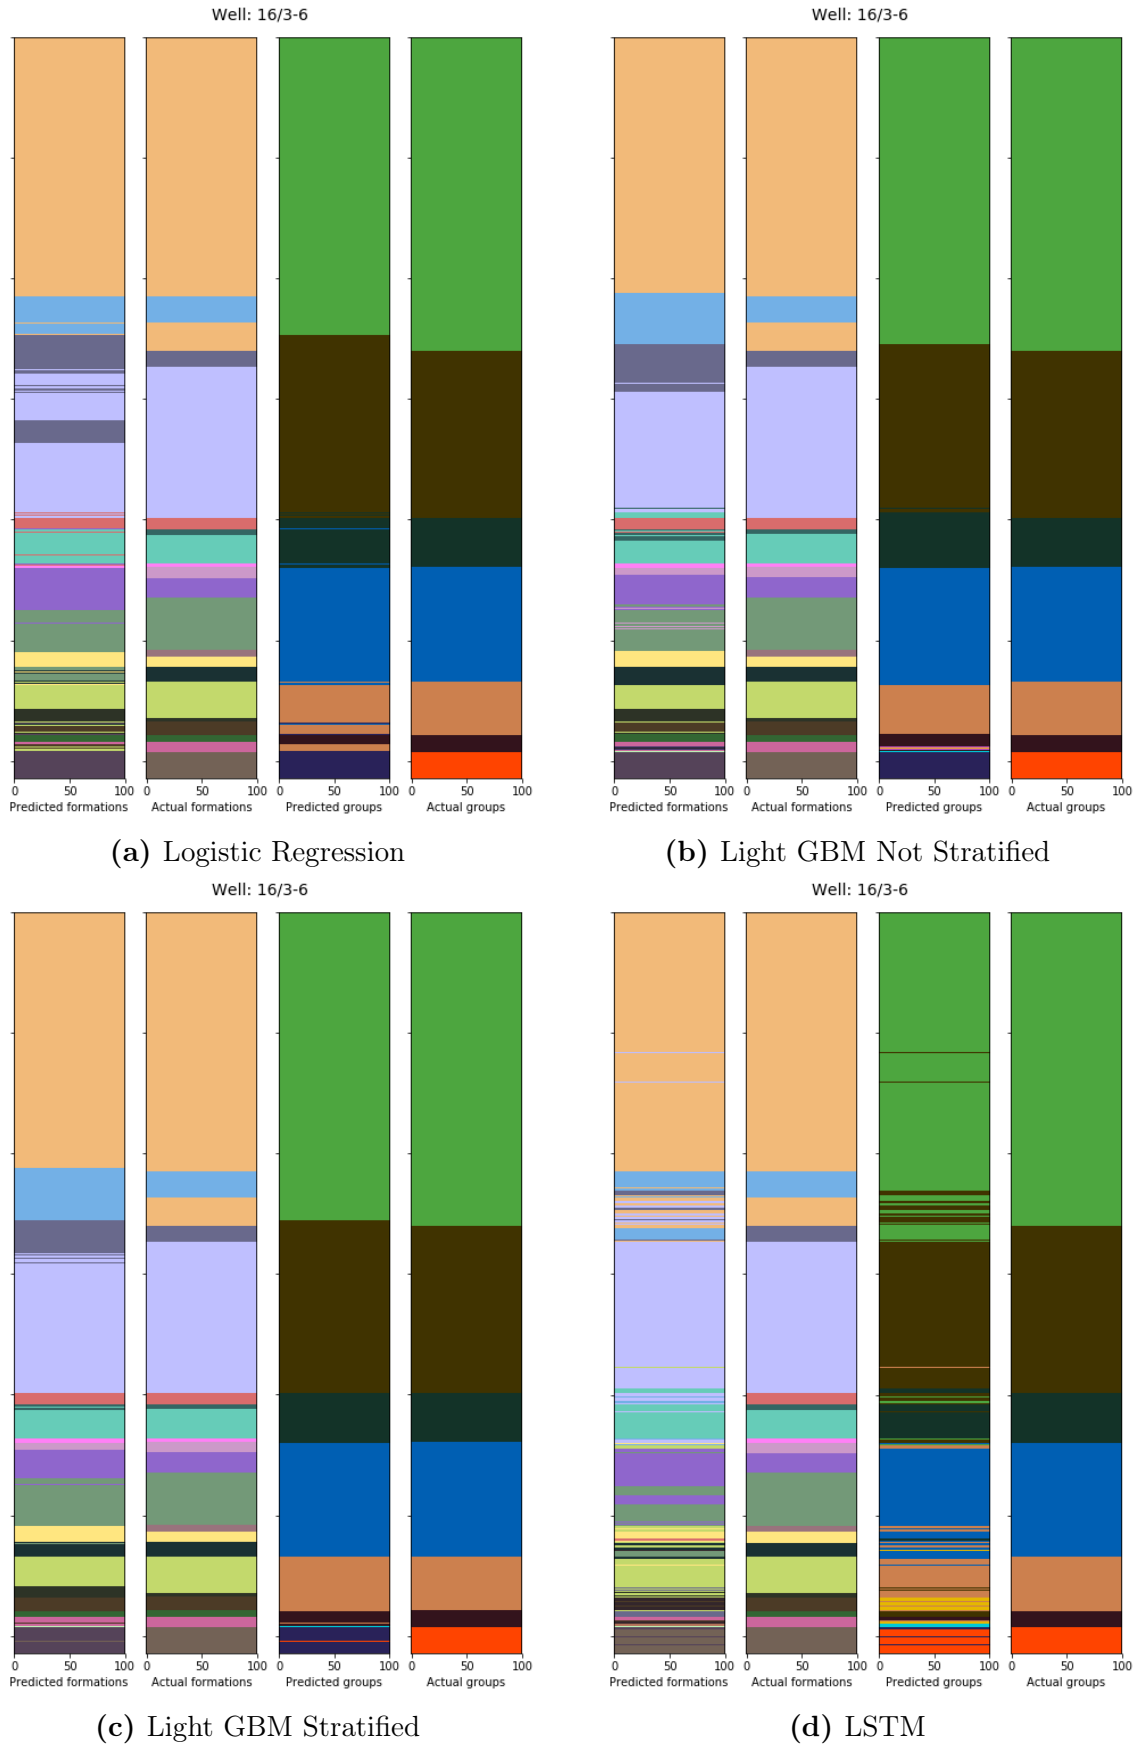 Well: 16/3-6
Well: 16/3-6
0 50 100 0 50 100 0 50 100 0 50 100
Predicted formations Actual formations Predicted groups Actual groups
0 50 100 0 50 100 0 50 100 0 50 100
Predicted formations Actual formations Predicted groups Actual groups
(a) Logistic Regression
(b) Light GBM Not Stratified
Well: 16/3-6
Well: 16/3-6
0 50 100 0 50 100 0 50 100 0 50 100
Predicted formations Actual formations Predicted groups Actual groups
0 50 100 0 50 100 0 50 100 0 50 100
Predicted formations Actual formations Predicted groups Actual groups
(c) Light GBM Stratified
(d) LSTM